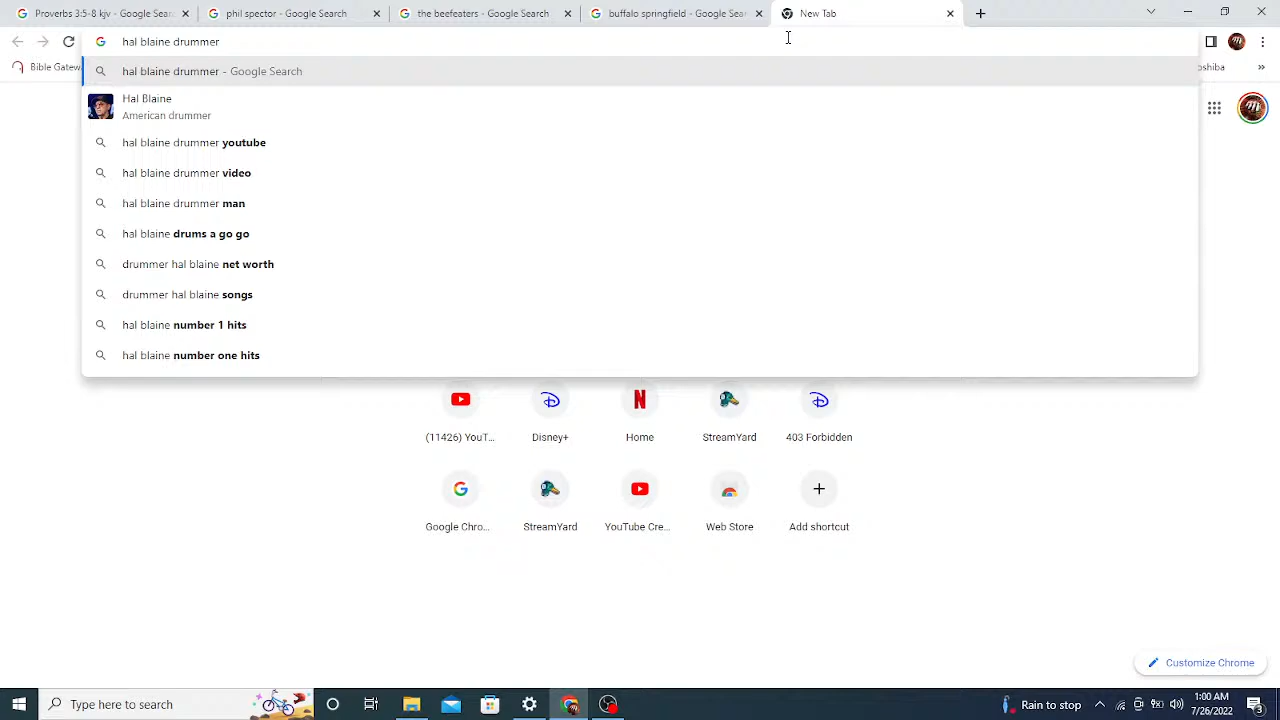 Proverbs 3:5-8 kjv - Google Searc
phil spector - Google Search
the beefeaters - Google Search
buffalo springfield - Google Sear
New Tab
hal blaine drummer
Bible Gatew
oshiba
»
hal blaine drummer - Google Search
Hal Blaine
American drummer
hal blaine drummer youtube
hal blaine drummer video
hal blaine drummer man
hal blaine drums a go go
drummer hal blaine net worth
drummer hal blaine songs
hal blaine number 1 hits
hal blaine number one hits
(11426) YouT...
Disney+
Home
StreamYard
403 Forbidden
Google Chro...
StreamYard
YouTube Cre...
Web Store
Add shortcut
Customize Chrome
Type here to search
Rain to stop
1:00 AM
7/26/2022